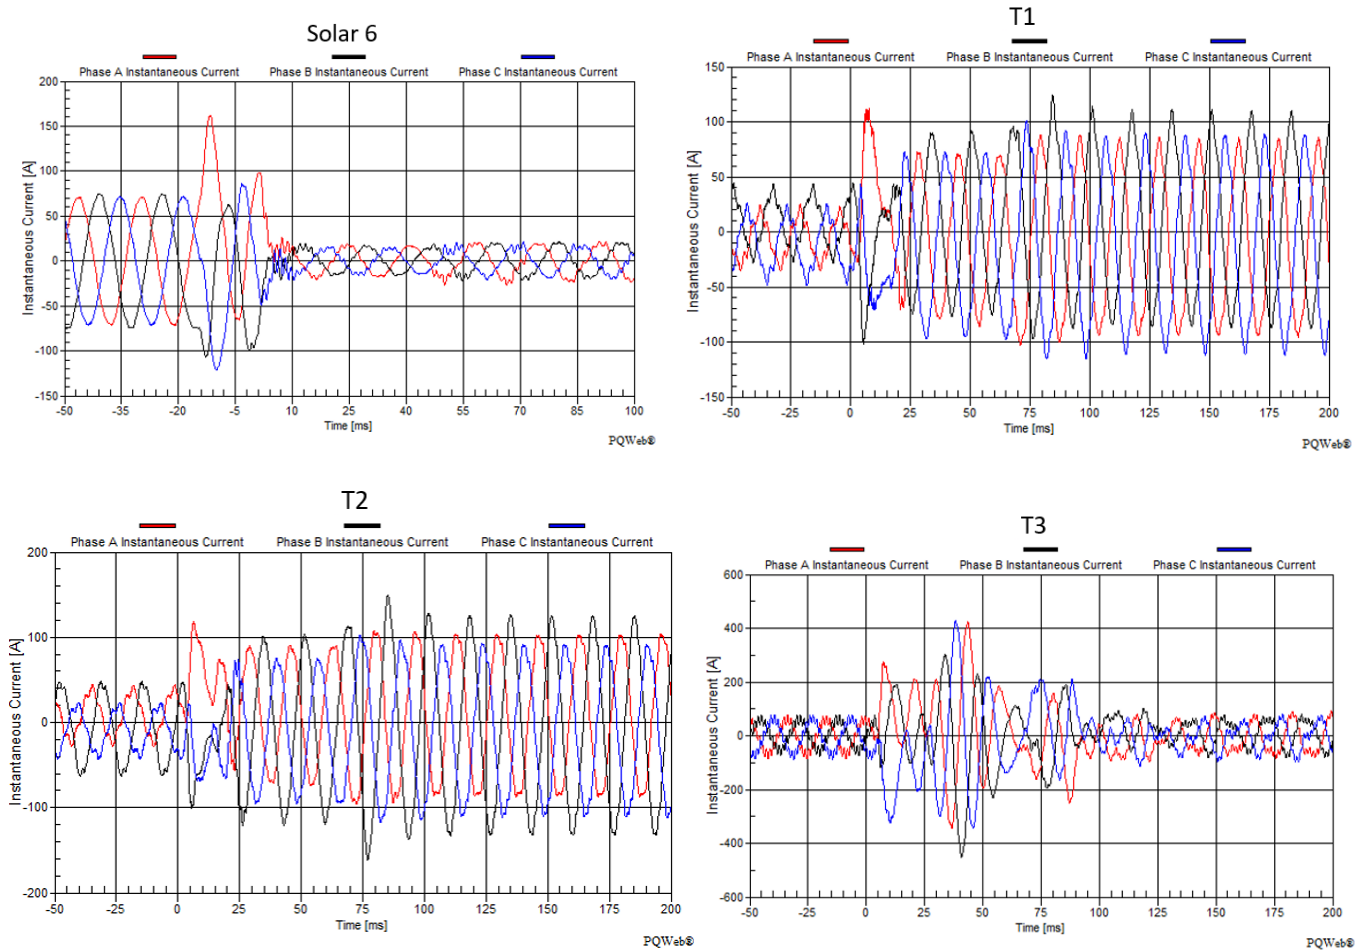 Solar 6
Phase A Instantaneous Current Phase B Instantaneous Current Phase C Instantaneous Current
200
150
100
50
0
-50
-100
-150
Instantaneous Current [A]
-50 -35 -20 -5 10 25 40 55 70 85 100
Time [ms]
PQWeb®
T1
Phase A Instantaneous Current Phase B Instantaneous Current Phase C Instantaneous Current
150
100
50
0
-50
-100
-150
Instantaneous Current [A]
-50 -25 0 25 50 75 100 125 150 175 200
Time [ms]
PQWeb®
T2
Phase A Instantaneous Current Phase B Instantaneous Current Phase C Instantaneous Current
200
100
0
-100
-200
Instantaneous Current [A]
-50 -25 0 25 50 75 100 125 150 175 200
Time [ms]
PQWeb®
T3
Phase A Instantaneous Current Phase B Instantaneous Current Phase C Instantaneous Current
600
400
200
0
-200
-400
-600
Instantaneous Current [A]
-50 -25 0 25 50 75 100 125 150 175 200
Time [ms]
PQWeb®